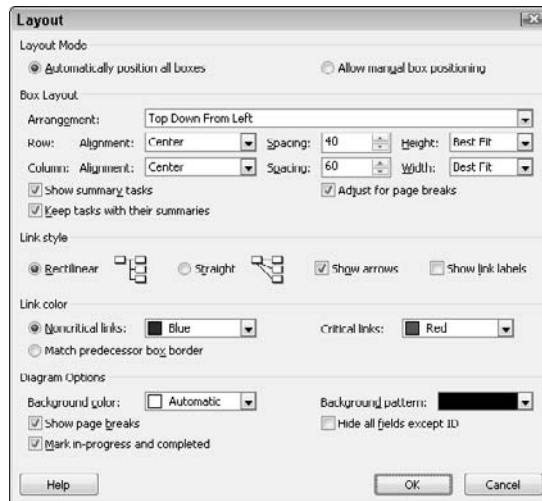 Layout
Layout Mode
Automatically position all boxes Allow manual box positioning
Box Layout
Arrangement: Top Down From Left
Row: Alignment: Center Spacing: 40 Height: Best Fit
Column: Alignment: Center Spacing: 60 Width: Best Fit
Show summary tasks Adjust for page breaks
Keep tasks with their summaries
Link style
Rectilinear Straight Show arrows Show link labels
Link color
Noncritical links: Blue Critical links: Red
Match predecessor box border
Diagram Options
Background color: Automatic Background pattern:
Show page breaks Hide all fields except ID
Mark in-progress and completed
Help OK Cancel